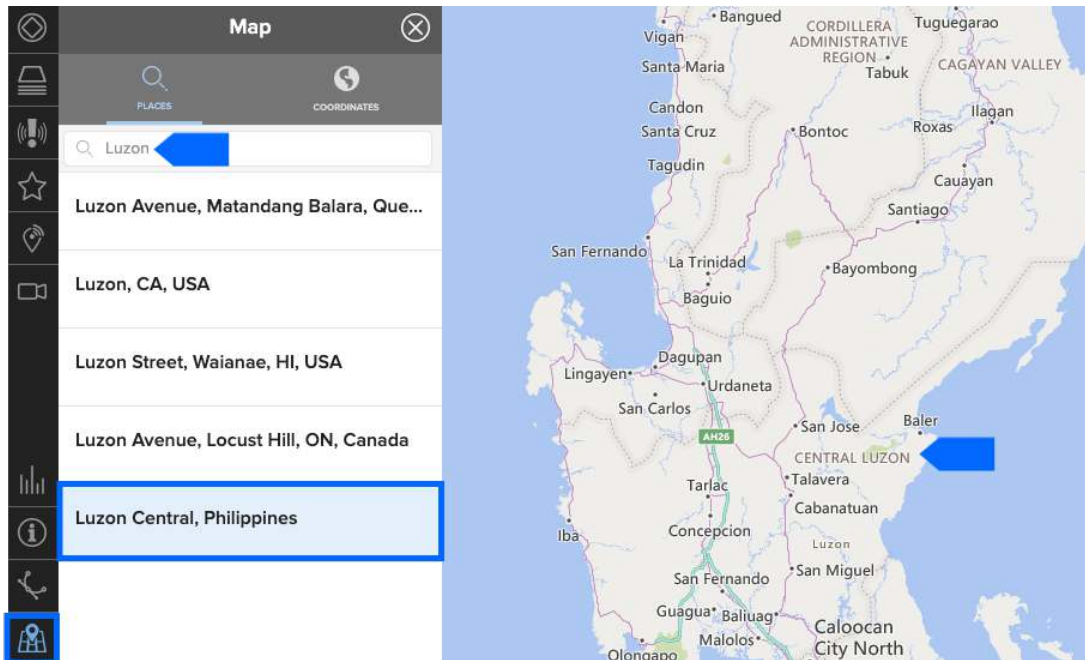 Map
PLACES
COORDINATES
Luzon
Luzon Avenue, Matandang Balara, Que...
Luzon, CA, USA
Luzon Street, Waianae, HI, USA
Luzon Avenue, Locust Hill, ON, Canada
Luzon Central, Philippines
Bangued
Vigan
CORDILLERA
ADMINISTRATIVE
REGION
Tuguegarao
Santa Maria
Tabuk
CAGAYAN VALLEY
Candon
Ilagan
Santa Cruz
Bontoc
Roxas
Tagudin
Cauayan
Santiago
San Fernando
La Trinidad
Bayombong
Baguio
Dagupan
Lingayen
Urdaneta
San Carlos
AH26
San Jose
Baler
CENTRAL LUZON
Tarlac
Talavera
Cabanatuan
Iba
Concepcion
Luzon
San Fernando
San Miguel
Guagua
Baliuag
Caloocan
City North
Malolos
Olongapo